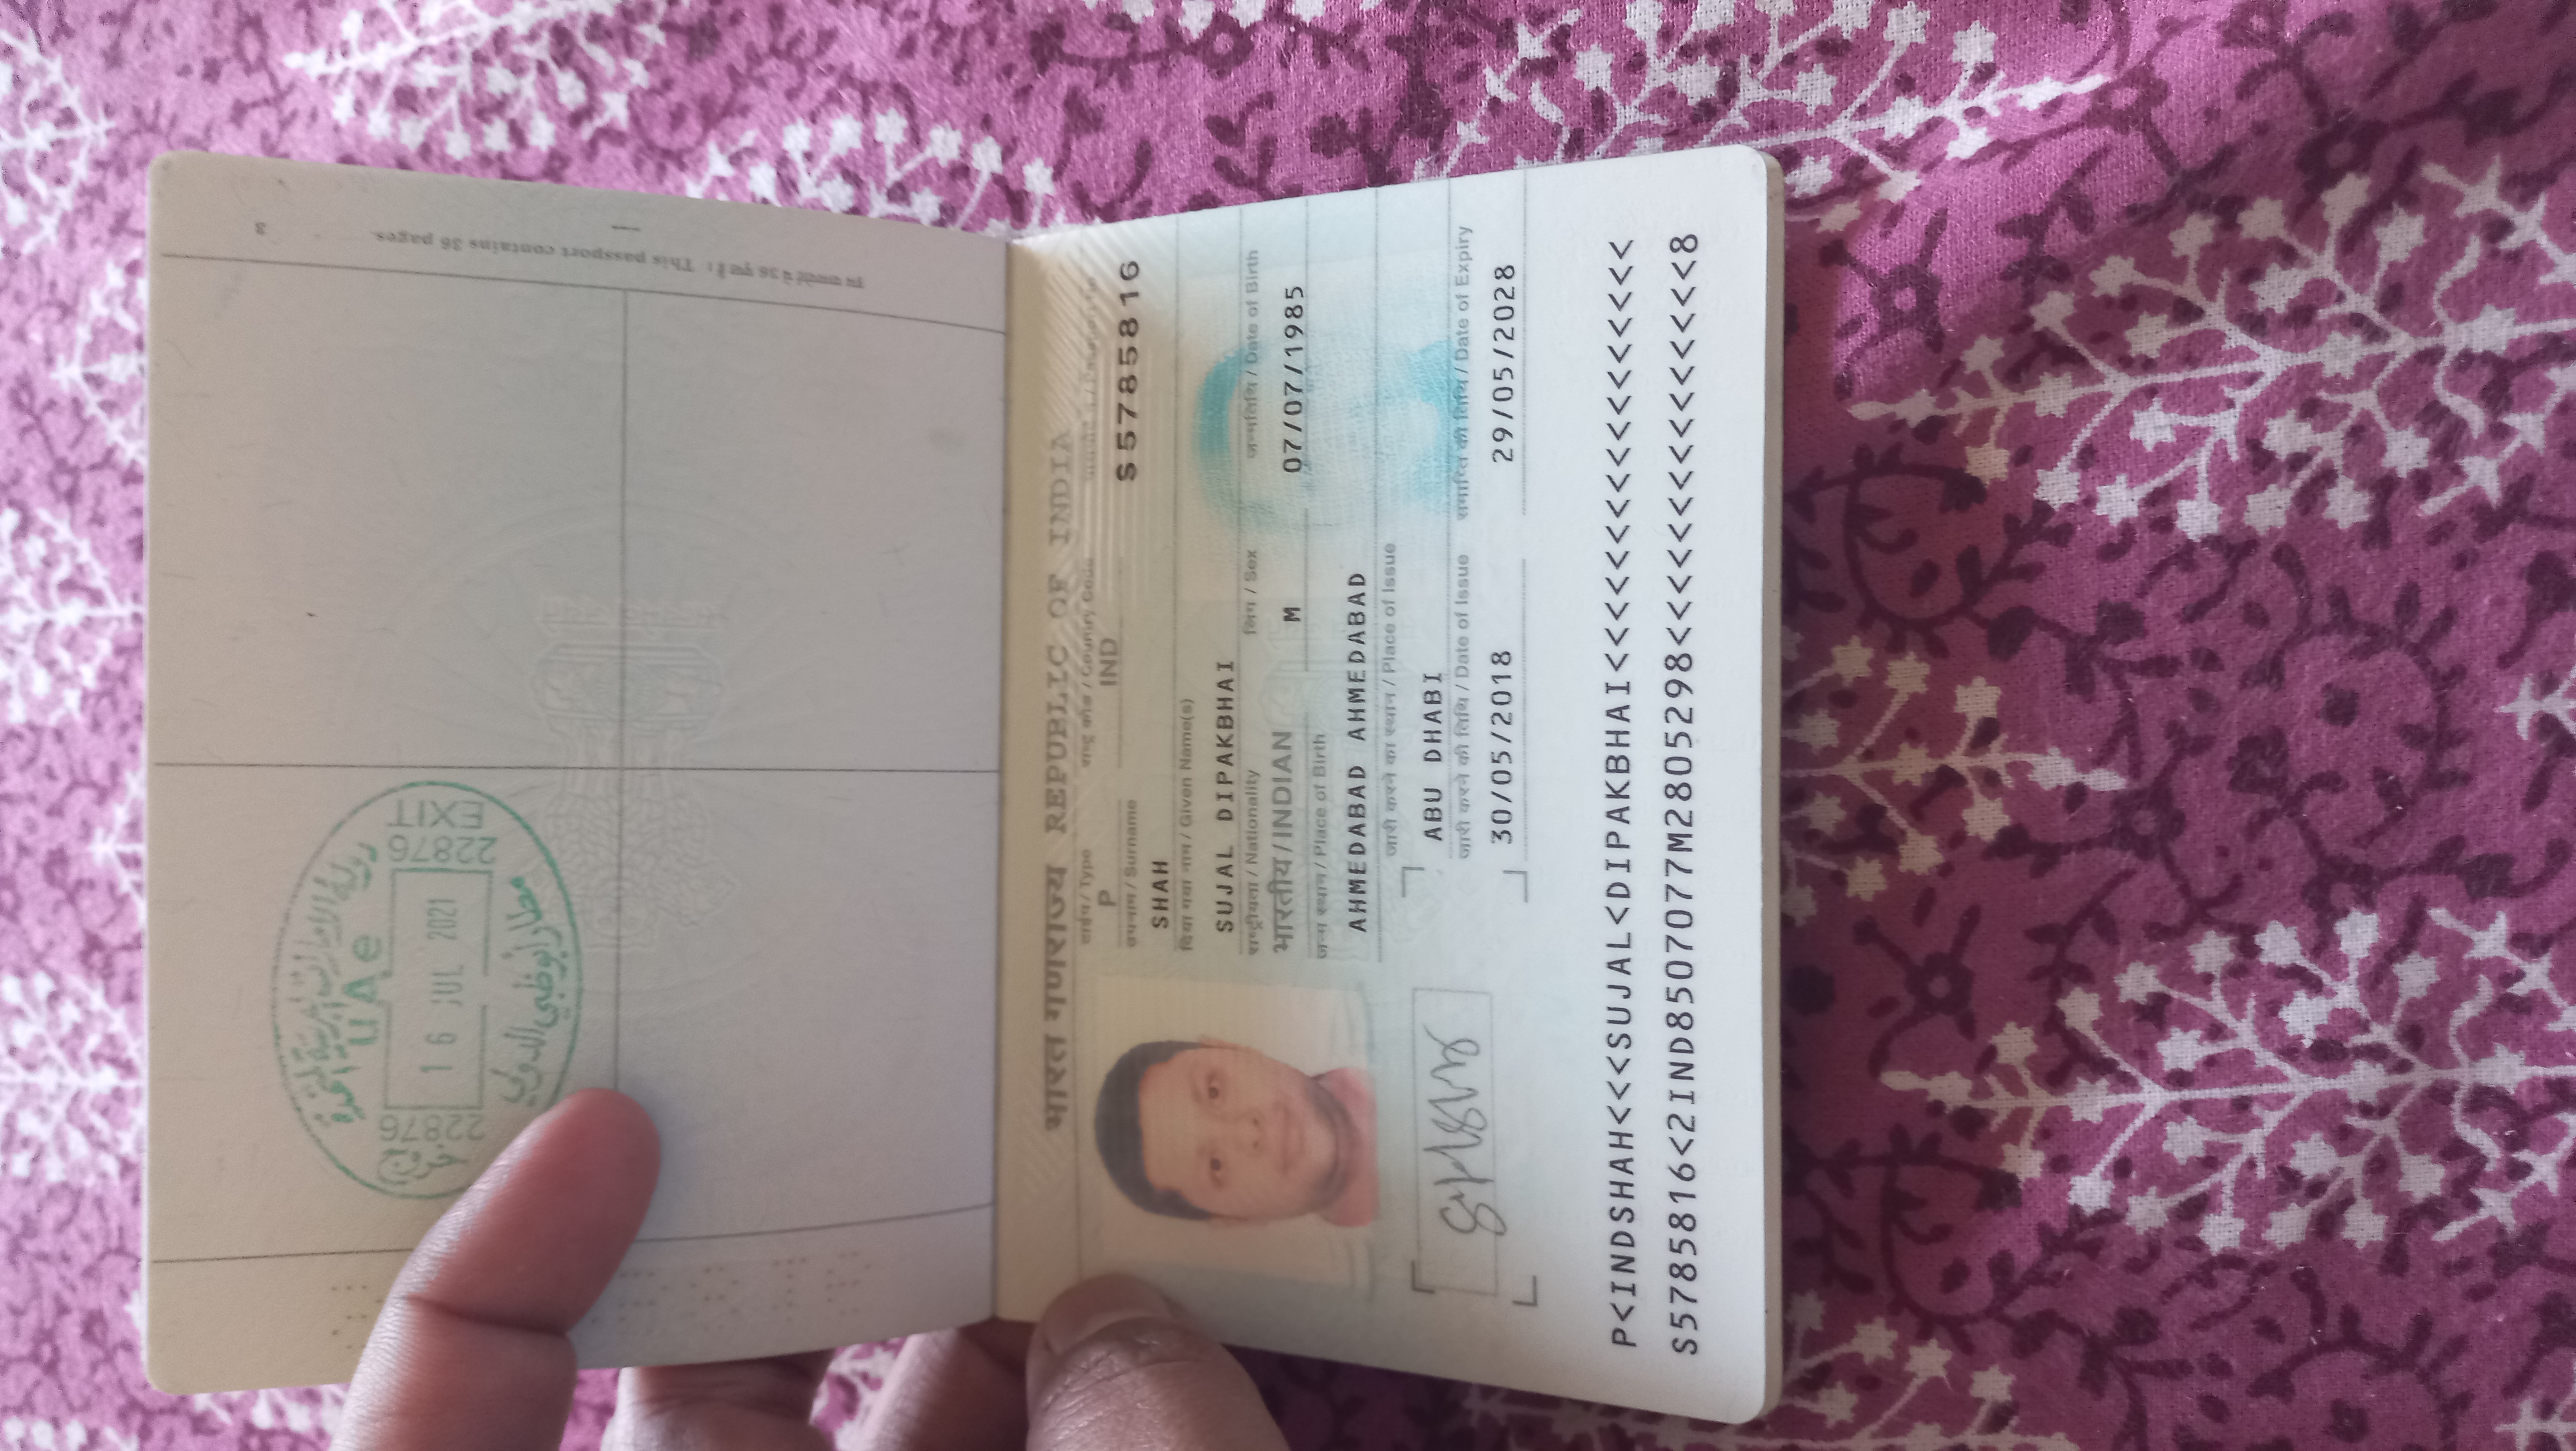 دولة الإمارات العربية المتحدة
UAe
خروج
22876
16 JUL 2021
22876
EXIT
مطار أبوظبي الدولي
3
इस पासपोर्ट में 36 पृष्ठ हैं। This passport contains 36 pages.
भारत गणराज्य REPUBLIC OF INDIA
टाईप / Type राष्ट्र कोड / Country Code पासपोर्ट न. / Passport No
P IND S5785816
उपनाम / Surname
SHAH
दिया गया नाम / Given Name(s)
SUJAL DIPAKBHAI
राष्ट्रीयता / Nationality लिंग / Sex जन्मतिथि / Date of Birth
भारतीय / INDIAN M 07/07/1985
जन्म स्थान / Place of Birth
AHMEDABAD AHMEDABAD
जारी करने का स्थान / Place of Issue
ABU DHABI
जारी करने की तिथि / Date of Issue समाप्ति की तिथि / Date of Expiry
30/05/2018 29/05/2028
P<INDSHAH<<<SUJAL<DIPAKBHAI<<<<<<<<<<<<<<<<<
S5785816<2IND8507077M2805298<<<<<<<<<<<<<<<8